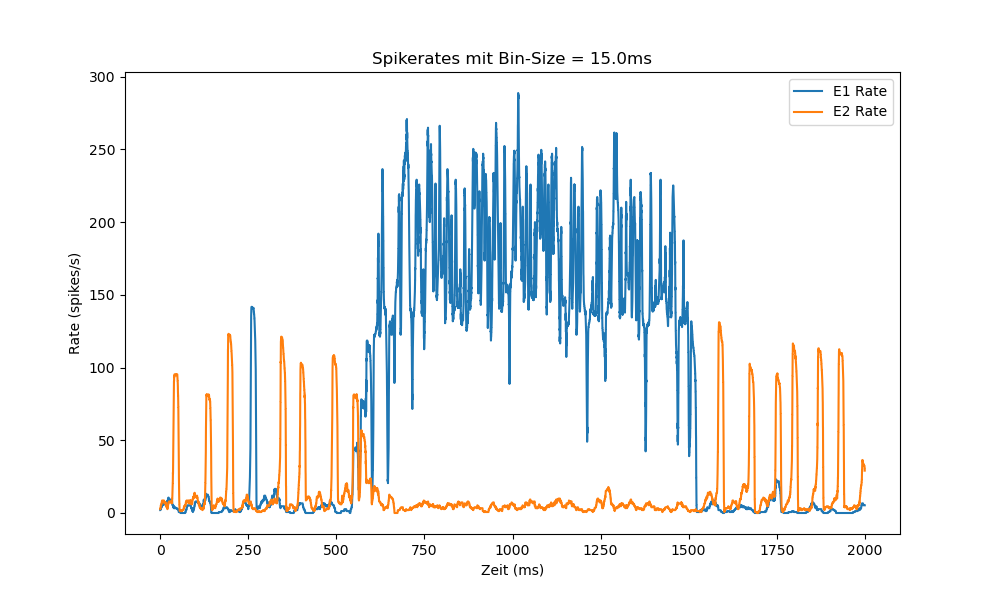 Spikerates mit Bin-Size = 15.0ms
E1 Rate
E2 Rate
300
250
200
150
100
50
0
Rate (spikes/s)
0 250 500 750 1000 1250 1500 1750 2000
Zeit (ms)